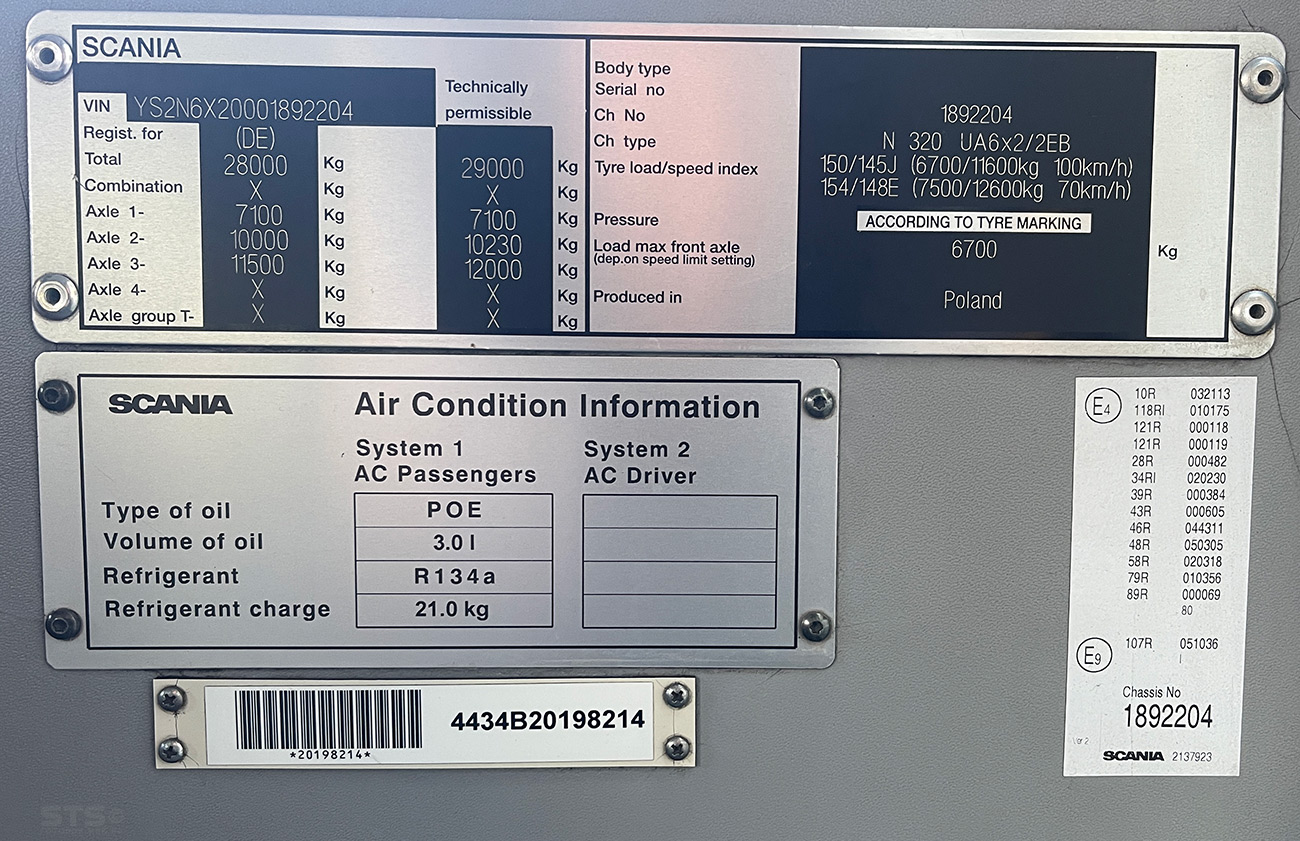 SCANIA
VIN YS2N6X20001892204
Technically
permissible
Regist. for (DE)
Total 28000 Kg 29000 Kg
Combination X Kg X Kg
Axle 1- 7100 Kg 7100 Kg
Axle 2- 10000 Kg 10230 Kg
Axle 3- 11500 Kg 12000 Kg
Axle 4- X Kg X Kg
Axle group T- X Kg X Kg
Body type
Serial no
Ch No 1892204
Ch type N 320 UA6x2/2EB
Tyre load/speed index 150/145J (6700/11600kg 100km/h)
154/148E (7500/12600kg 70km/h)
Pressure ACCORDING TO TYRE MARKING
Load max front axle 6700 Kg
(dep.on speed limit setting)
Produced in Poland
SCANIA Air Condition Information
System 1 System 2
AC Passengers AC Driver
Type of oil POE
Volume of oil 3.0 l
Refrigerant R134a
Refrigerant charge 21.0 kg
E4
10R 032113
118RI 010175
121R 000118
121R 000119
28R 000482
34RI 020230
39R 000384
43R 000605
46R 044311
48R 050305
58R 020318
79R 010356
89R 000069
80
E9 107R 051036
I
Chassis No
1892204
Ver 2
SCANIA 2137923
4434B20198214
*20198214*